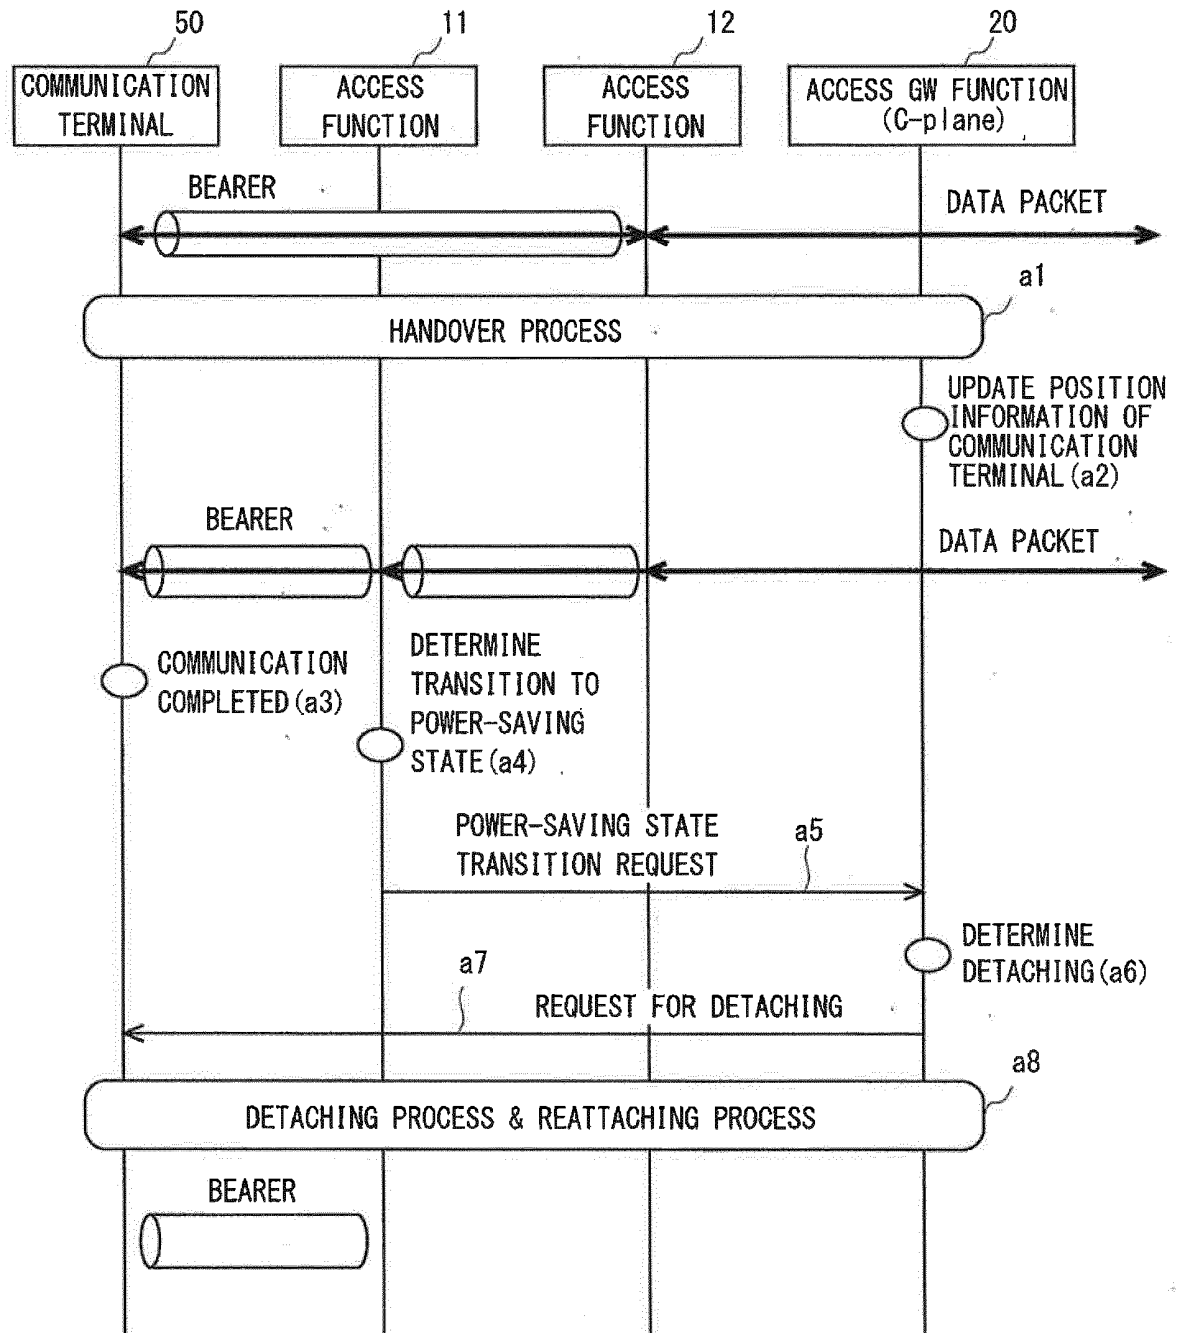 50
11
12
20
COMMUNICATION
TERMINAL
ACCESS
FUNCTION
ACCESS
FUNCTION
ACCESS GW FUNCTION
(C-plane)
BEARER
DATA PACKET
a1
HANDOVER PROCESS
UPDATE POSITION
INFORMATION OF
COMMUNICATION
TERMINAL(a2)
BEARER
DATA PACKET
COMMUNICATION
COMPLETED(a3)
DETERMINE
TRANSITION TO
POWER-SAVING
STATE(a4)
POWER-SAVING STATE
TRANSITION REQUEST
a5
DETERMINE
DETACHING(a6)
a7
REQUEST FOR DETACHING
a8
DETACHING PROCESS & REATTACHING PROCESS
BEARER